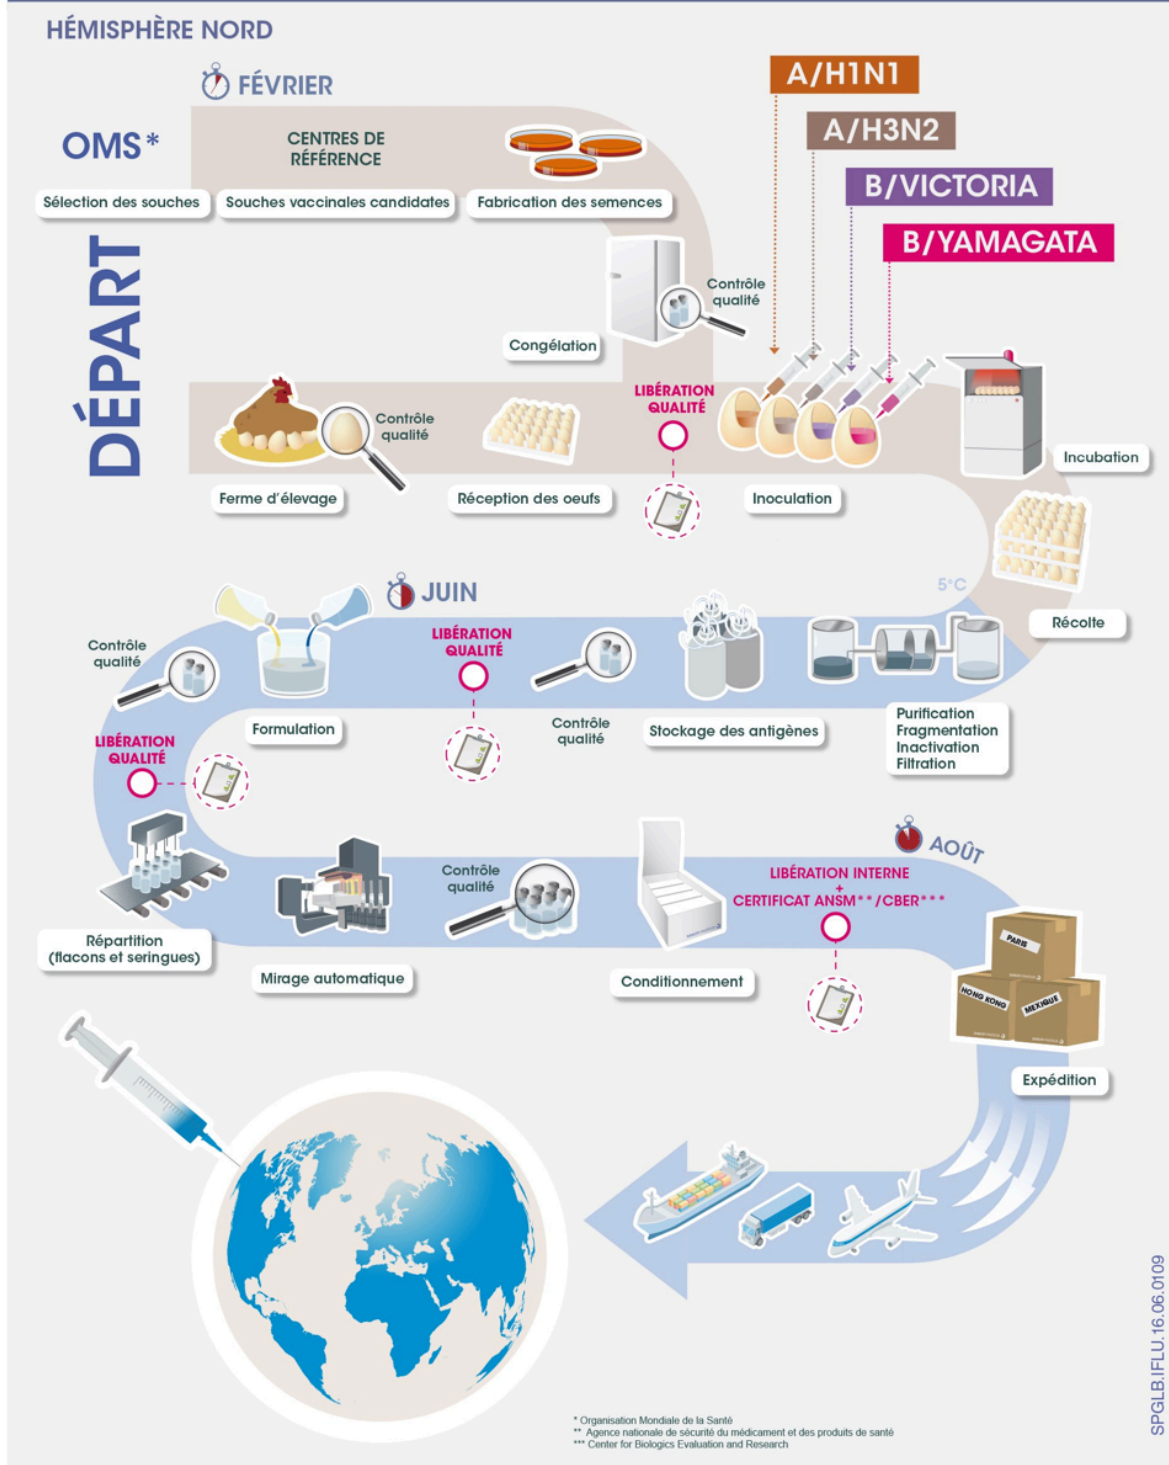 HÉMISPHÈRE NORD
FÉVRIER
OMS*
CENTRES DE
RÉFÉRENCE
Sélection des souches
Souches vaccinales candidates
Fabrication des semences
A/H1N1
A/H3N2
B/VICTORIA
B/YAMAGATA
DÉPART
Contrôle
qualité
Congélation
LIBÉRATION
QUALITÉ
Contrôle
qualité
Ferme d'élevage
Réception des oeufs
Inoculation
Incubation
5°C
Récolte
JUIN
Contrôle
qualité
LIBÉRATION
QUALITÉ
Formulation
Contrôle
qualité
Stockage des antigènes
Purification
Fragmentation
Inactivation
Filtration
LIBÉRATION
QUALITÉ
AOÛT
Contrôle
qualité
LIBÉRATION INTERNE
+
CERTIFICAT ANSM**/CBER***
Répartition
(flacons et seringues)
Mirage automatique
Conditionnement
PARIS
HONG KONG
MEXIQUE
Expédition
* Organisation Mondiale de la Santé
** Agence nationale de sécurité du médicament et des produits de santé
*** Center for Biologics Evaluation and Research
SPGLB.IFLU.16.06.0109